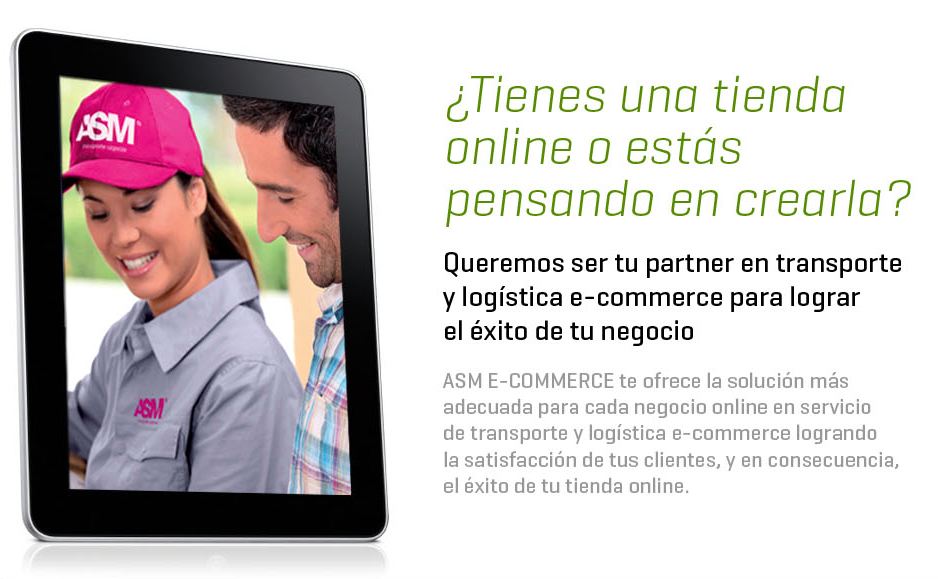 ASM
ASM
¿Tienes una tienda
online o estás
pensando en crearla?
Queremos ser tu partner en transporte
y logística e-commerce para lograr
el éxito de tu negocio
ASM E-COMMERCE te ofrece la solución más
adecuada para cada negocio online en servicio
de transporte y logística e-commerce logrando
la satisfacción de tus clientes, y en consecuencia,
el éxito de tu tienda online.